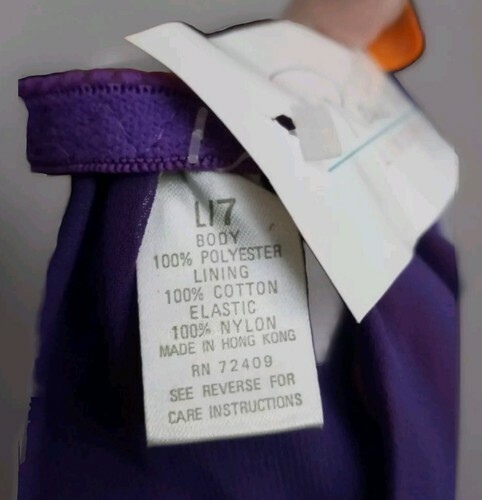 L17
BODY
100% POLYESTER
LINING
100% COTTON
ELASTIC
100% NYLON
MADE IN HONG KONG
RN 72409
SEE REVERSE FOR
CARE INSTRUCTIONS